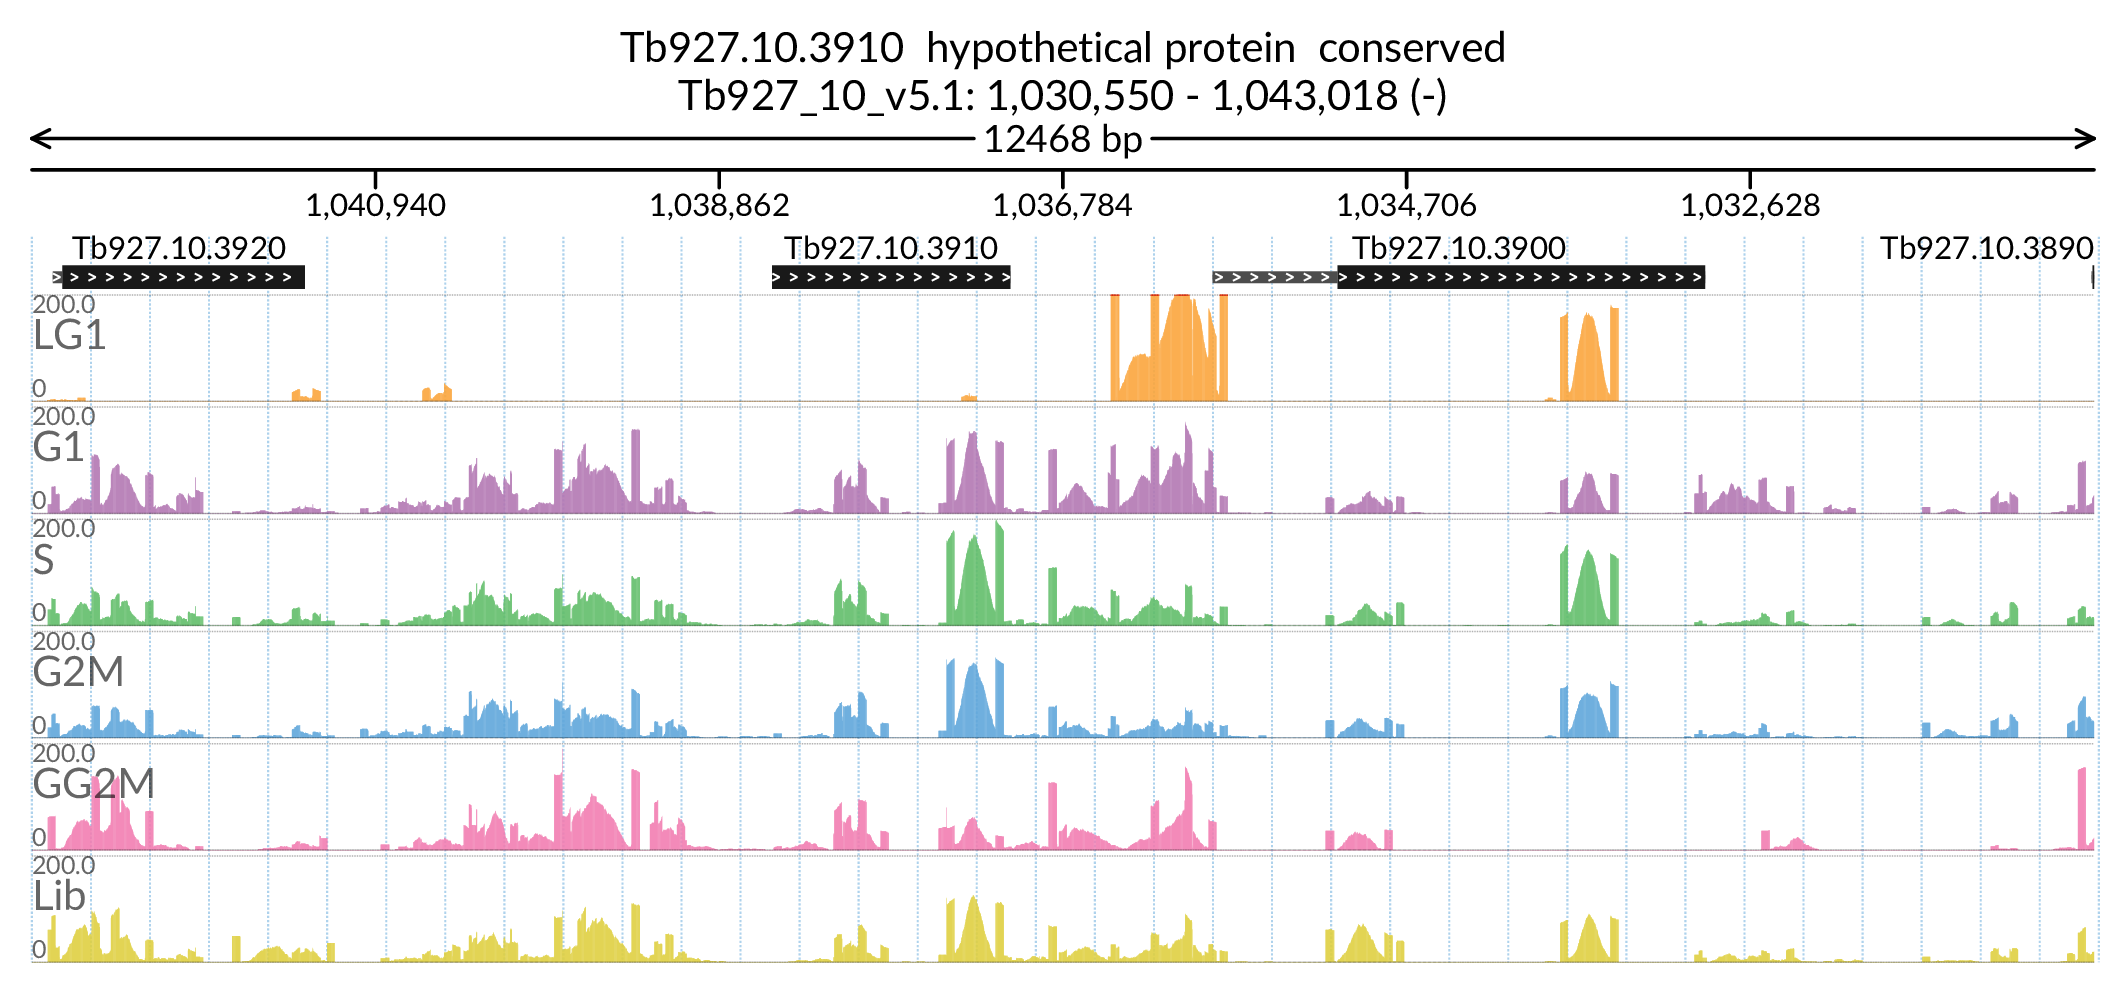 Tb927.10.3910 hypothetical protein conserved
Tb927_10_v5.1: 1,030,550 - 1,043,018 (-)
12468 bp
1,040,940 1,038,862 1,036,784 1,034,706 1,032,628
Tb927.10.3920 Tb927.10.3910 Tb927.10.3900 Tb927.10.3890
200.0
LG1
0
200.0
G1
0
200.0
S
0
200.0
G2M
0
200.0
GG2M
0
200.0
Lib
0